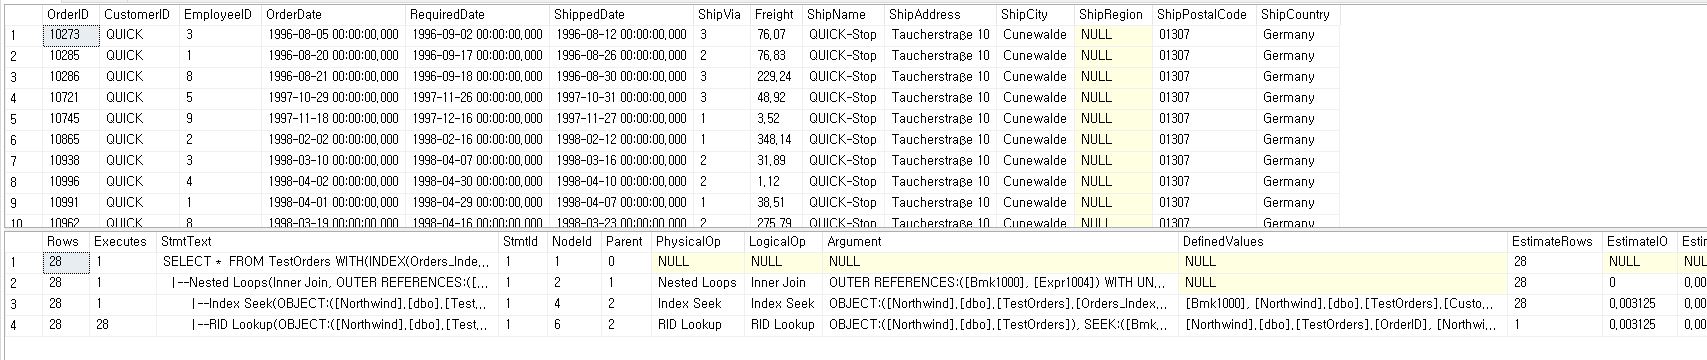 OrderID CustomerID EmployeeID OrderDate RequiredDate ShippedDate ShipVia Freight ShipName ShipAddress ShipCity ShipRegion ShipPostalCode ShipCountry
1 10273 QUICK 3 1996-08-05 00:00:00,000 1996-09-02 00:00:00,000 1996-08-12 00:00:00,000 3 76,07 QUICK-Stop Taucherstraße 10 Cunewalde NULL 01307 Germany
2 10285 QUICK 1 1996-08-20 00:00:00,000 1996-09-17 00:00:00,000 1996-08-26 00:00:00,000 2 76,83 QUICK-Stop Taucherstraße 10 Cunewalde NULL 01307 Germany
3 10286 QUICK 8 1996-08-21 00:00:00,000 1996-09-18 00:00:00,000 1996-08-30 00:00:00,000 3 229,24 QUICK-Stop Taucherstraße 10 Cunewalde NULL 01307 Germany
4 10721 QUICK 5 1997-10-29 00:00:00,000 1997-11-26 00:00:00,000 1997-10-31 00:00:00,000 3 48,92 QUICK-Stop Taucherstraße 10 Cunewalde NULL 01307 Germany
5 10745 QUICK 9 1997-11-18 00:00:00,000 1997-12-16 00:00:00,000 1997-11-27 00:00:00,000 1 3,52 QUICK-Stop Taucherstraße 10 Cunewalde NULL 01307 Germany
6 10865 QUICK 2 1998-02-02 00:00:00,000 1998-02-16 00:00:00,000 1998-02-12 00:00:00,000 1 348,14 QUICK-Stop Taucherstraße 10 Cunewalde NULL 01307 Germany
7 10938 QUICK 3 1998-03-10 00:00:00,000 1998-04-07 00:00:00,000 1998-03-16 00:00:00,000 2 31,89 QUICK-Stop Taucherstraße 10 Cunewalde NULL 01307 Germany
8 10996 QUICK 4 1998-04-02 00:00:00,000 1998-04-30 00:00:00,000 1998-04-10 00:00:00,000 2 1,12 QUICK-Stop Taucherstraße 10 Cunewalde NULL 01307 Germany
9 10991 QUICK 1 1998-04-01 00:00:00,000 1998-04-29 00:00:00,000 1998-04-07 00:00:00,000 1 38,51 QUICK-Stop Taucherstraße 10 Cunewalde NULL 01307 Germany
10 10962 QUICK 8 1998-03-19 00:00:00,000 1998-04-16 00:00:00,000 1998-03-23 00:00:00,000 2 275,79 QUICK-Stop Taucherstraße 10 Cunewalde NULL 01307 Germany
Rows Executes StmtText StmtId NodeId Parent PhysicalOp LogicalOp Argument DefinedValues EstimateRows EstimateIO Estim
1 28 1 SELECT * FROM TestOrders WITH(INDEX(Orders_Inde,,, 1 1 0 NULL NULL NULL NULL 28 NULL NULL
2 28 1 |--Nested Loops(Inner Join, OUTER REFERENCES:([,,, 1 2 1 Nested Loops Inner Join OUTER REFERENCES:([Bmk1000], [Expr1004]) WITH UN,,, NULL 28 0 0,00
3 28 1 |--Index Seek(OBJECT:([Northwind],[dbo],[Test,,, 1 4 2 Index Seek Index Seek OBJECT:([Northwind],[dbo],[TestOrders],[Orders_Index,,, [Bmk1000], [Northwind],[dbo],[TestOrders],[Custo,,, 28 0,003125 0,00
4 28 28 |--RID Lookup(OBJECT:([Northwind],[dbo],[Test,,, 1 6 2 RID Lookup RID Lookup OBJECT:([Northwind],[dbo],[TestOrders]), SEEK:([Bmk,,, [Northwind],[dbo],[TestOrders],[OrderID], [Northwi,,, 1 0,003125 0,00